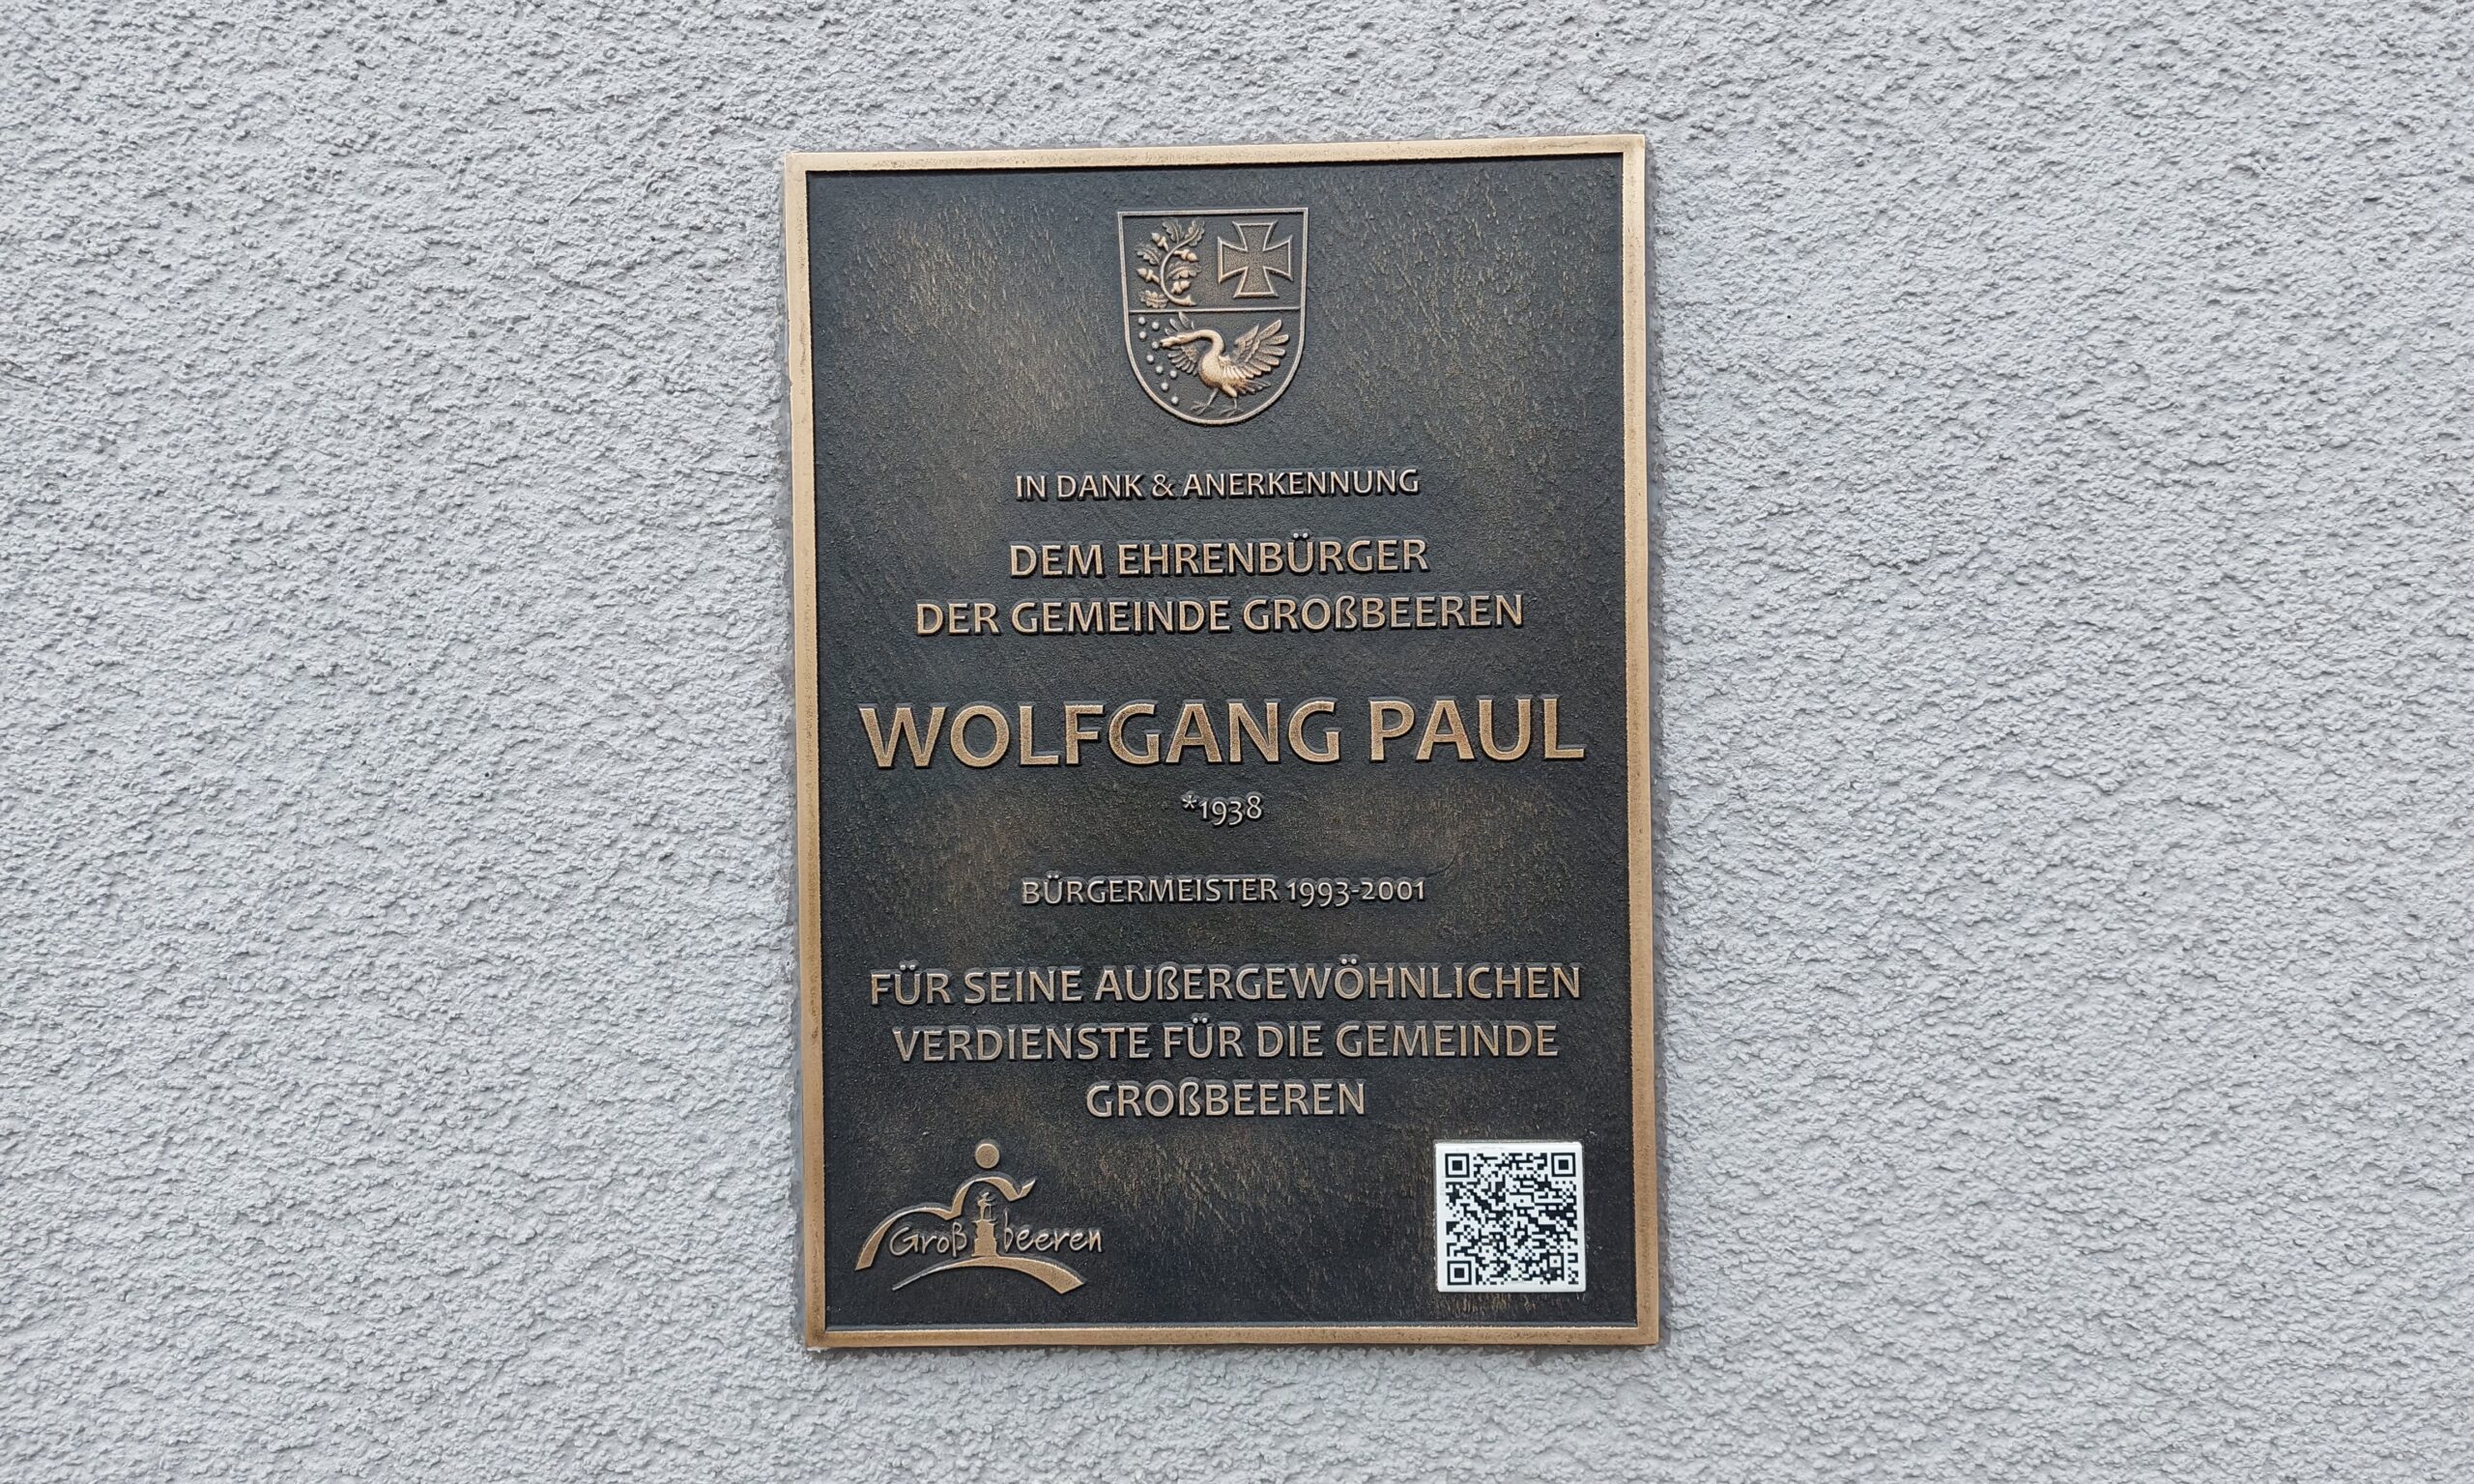 IN DANK & ANERKENNUNG
DEM EHRENBÜRGER
DER GEMEINDE GROßBEEREN
WOLFGANG PAUL
*1938
BÜRGERMEISTER 1993-2001
FÜR SEINE AUßERGEWÖHNLICHEN
VERDIENSTE FÜR DIE GEMEINDE
GROßBEEREN
Großbeeren